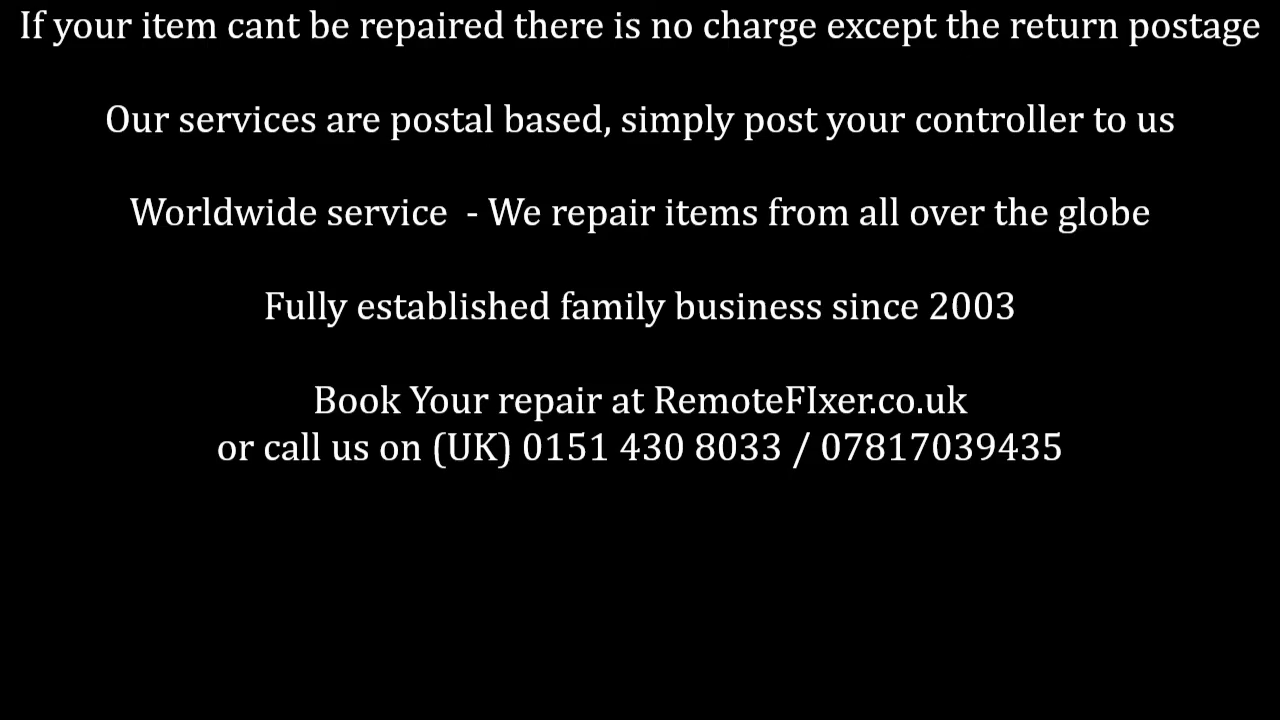 If your item cant be repaired there is no charge except the return postage
Our services are postal based, simply post your controller to us
Worldwide service  - We repair items from all over the globe
Fully established family business since 2003
Book Your repair at RemoteFIxer.co.uk
or call us on (UK) 0151 430 8033 / 07817039435